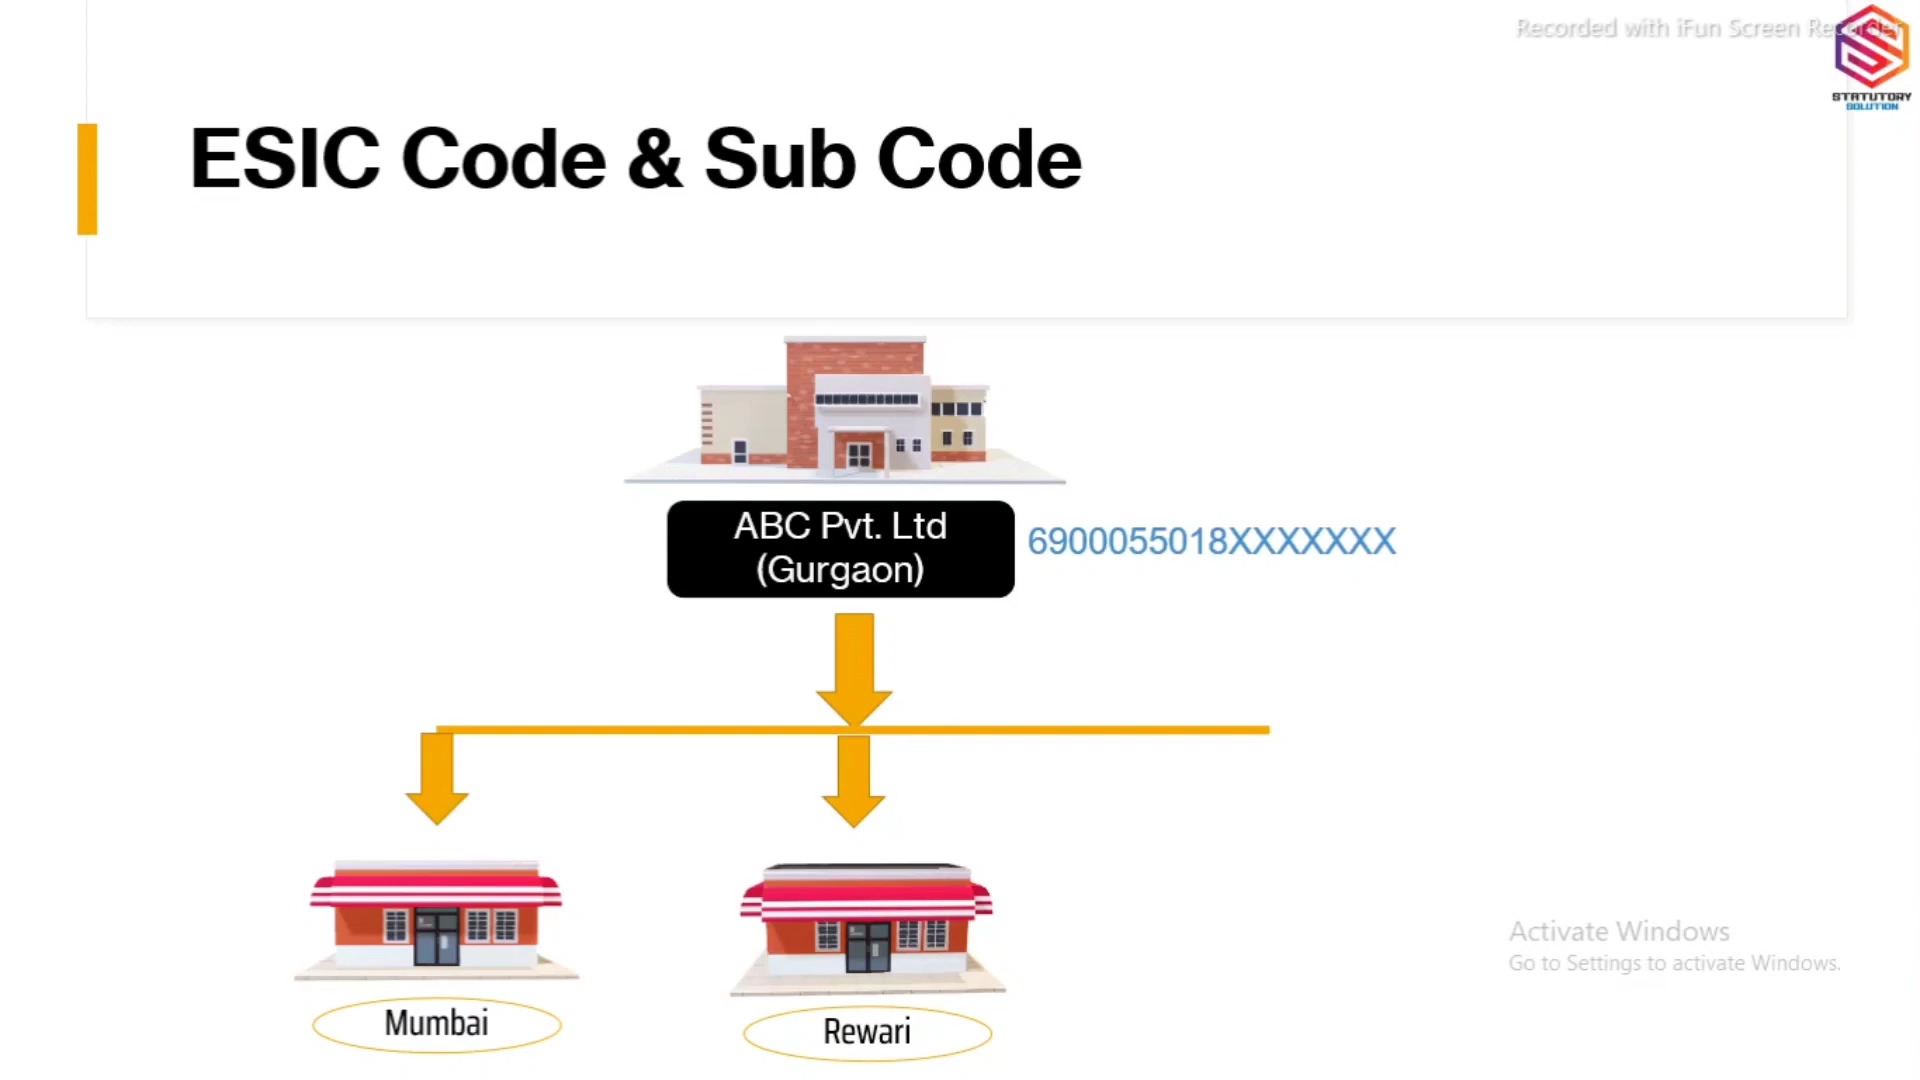 Recorded with iFun Screen Recorder
STATUTORY
SOLUTION
ESIC Code & Sub Code
ABC Pvt. Ltd
(Gurgaon)
6900055018XXXXXXX
Mumbai
Rewari
Activate Windows
Go to Settings to activate Windows.